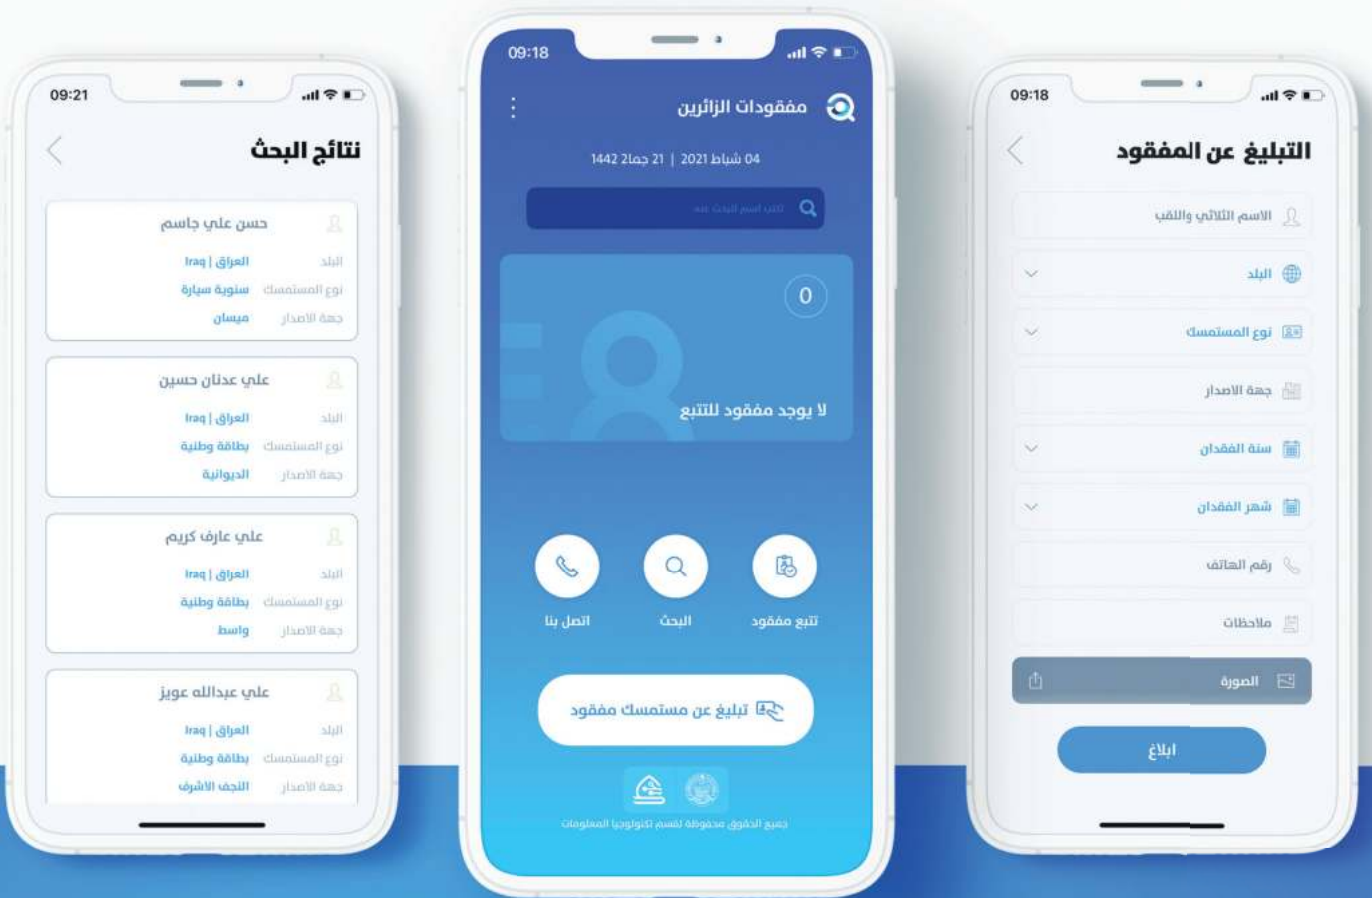 09:18
التبليغ عن المفقود
الاسم الثلاثي واللقب
البلد
نوع المستمسك
جهة الاصدار
سنة الفقدان
شهر الفقدان
رقم الهاتف
ملاحظات
الصورة
ابلاغ
09:18
مفقودات الزائرين
04 شباط 2021 | 21 جما2 1442
اكتب اسم للبحث عنه
0
لا يوجد مفقود للتتبع
تتبع مفقود
البحث
اتصل بنا
تبليغ عن مستمسك مفقود
جميع الحقوق محفوظة لقسم تكنولوجيا المعلومات
09:21
نتائج البحث
حسن علي جاسم
البلد العراق | Iraq
نوع المستمسك سنوية سيارة
جهة الاصدار ميسان
علي عدنان حسين
البلد العراق | Iraq
نوع المستمسك بطاقة وطنية
جهة الاصدار الديوانية
علي عارف كريم
البلد العراق | Iraq
نوع المستمسك بطاقة وطنية
جهة الاصدار واسط
علي عبدالله عويز
البلد العراق | Iraq
نوع المستمسك بطاقة وطنية
جهة الاصدار النجف الاشرف